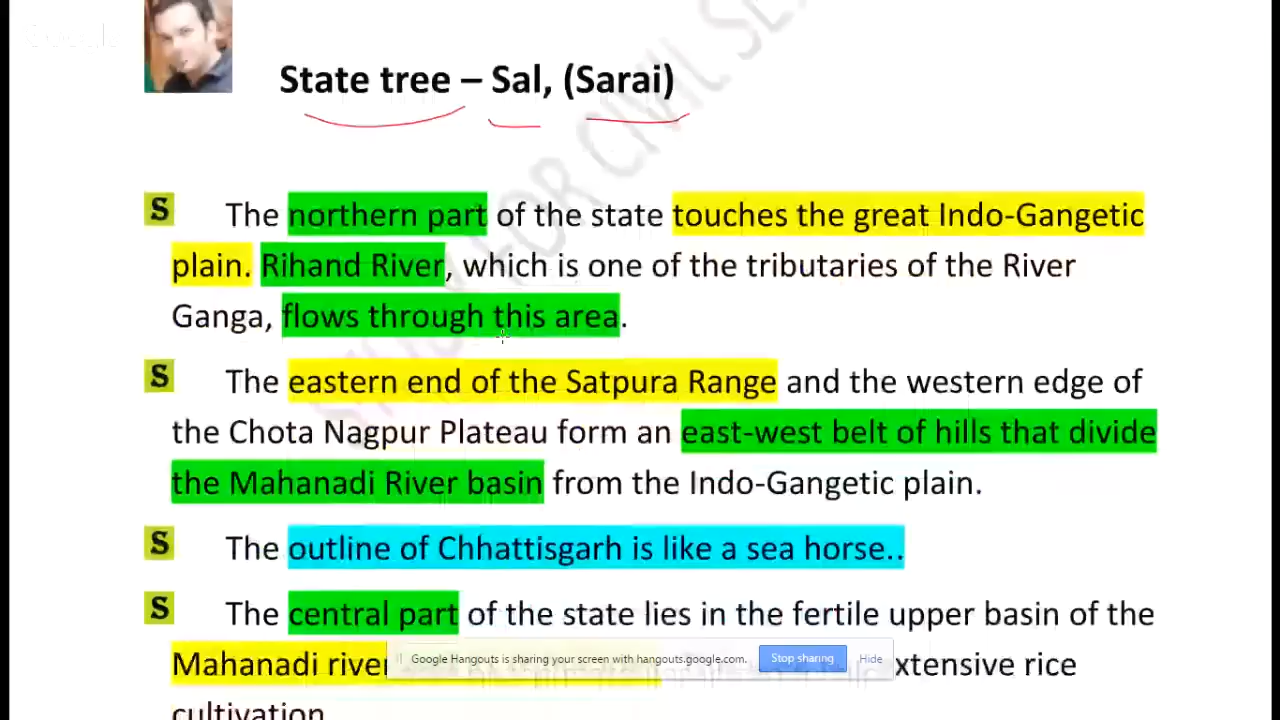 State tree – Sal, (Sarai)
S The northern part of the state touches the great Indo-Gangetic
plain. Rihand River, which is one of the tributaries of the River
Ganga, flows through this area.
S The eastern end of the Satpura Range and the western edge of
the Chota Nagpur Plateau form an east-west belt of hills that divide
the Mahanadi River basin from the Indo-Gangetic plain.
S The outline of Chhattisgarh is like a sea horse..
S The central part of the state lies in the fertile upper basin of the
Mahanadi river xtensive rice
Google Hangouts is sharing your screen with hangouts.google.com. Stop sharing Hide
cultivation
FOR CIVIL SE